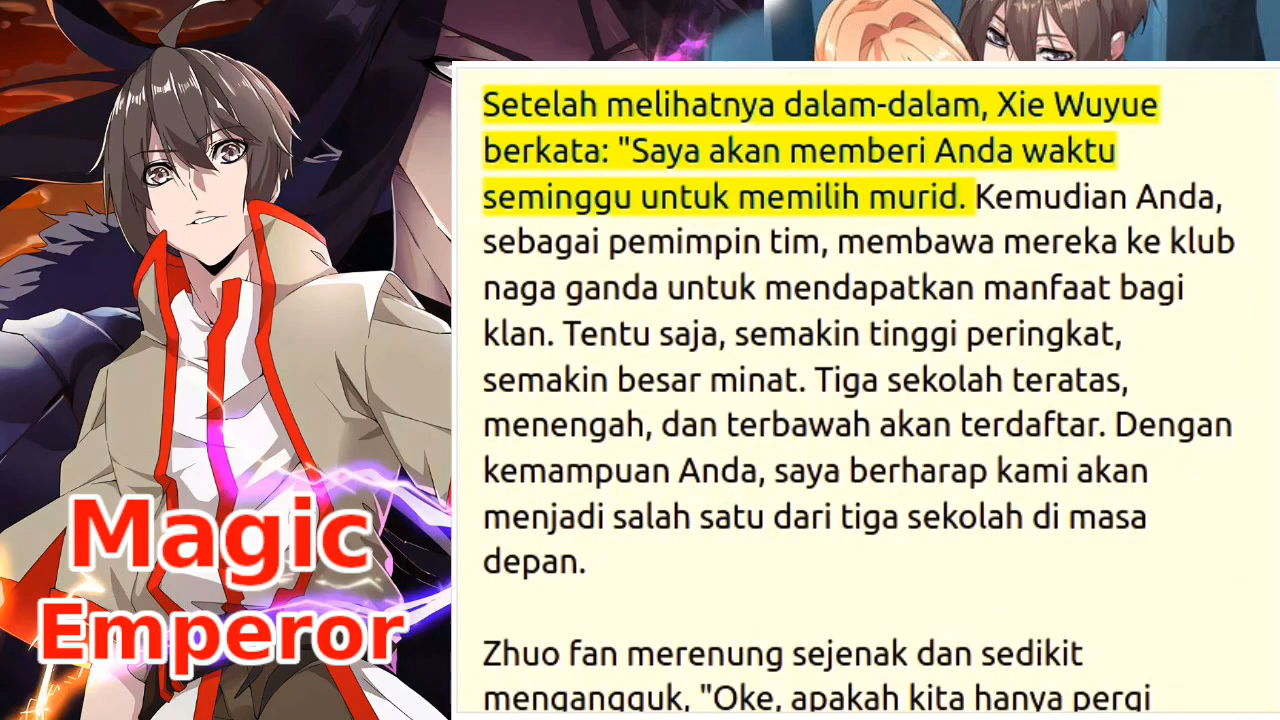 Magic
Emperor
Setelah melihatnya dalam-dalam, Xie Wuyue
berkata: "Saya akan memberi Anda waktu
seminggu untuk memilih murid. Kemudian Anda,
sebagai pemimpin tim, membawa mereka ke klub
naga ganda untuk mendapatkan manfaat bagi
klan. Tentu saja, semakin tinggi peringkat,
semakin besar minat. Tiga sekolah teratas,
menengah, dan terbawah akan terdaftar. Dengan
kemampuan Anda, saya berharap kami akan
menjadi salah satu dari tiga sekolah di masa
depan.
Zhuo fan merenung sejenak dan sedikit
mengangguk, "Oke, apakah kita hanya pergi